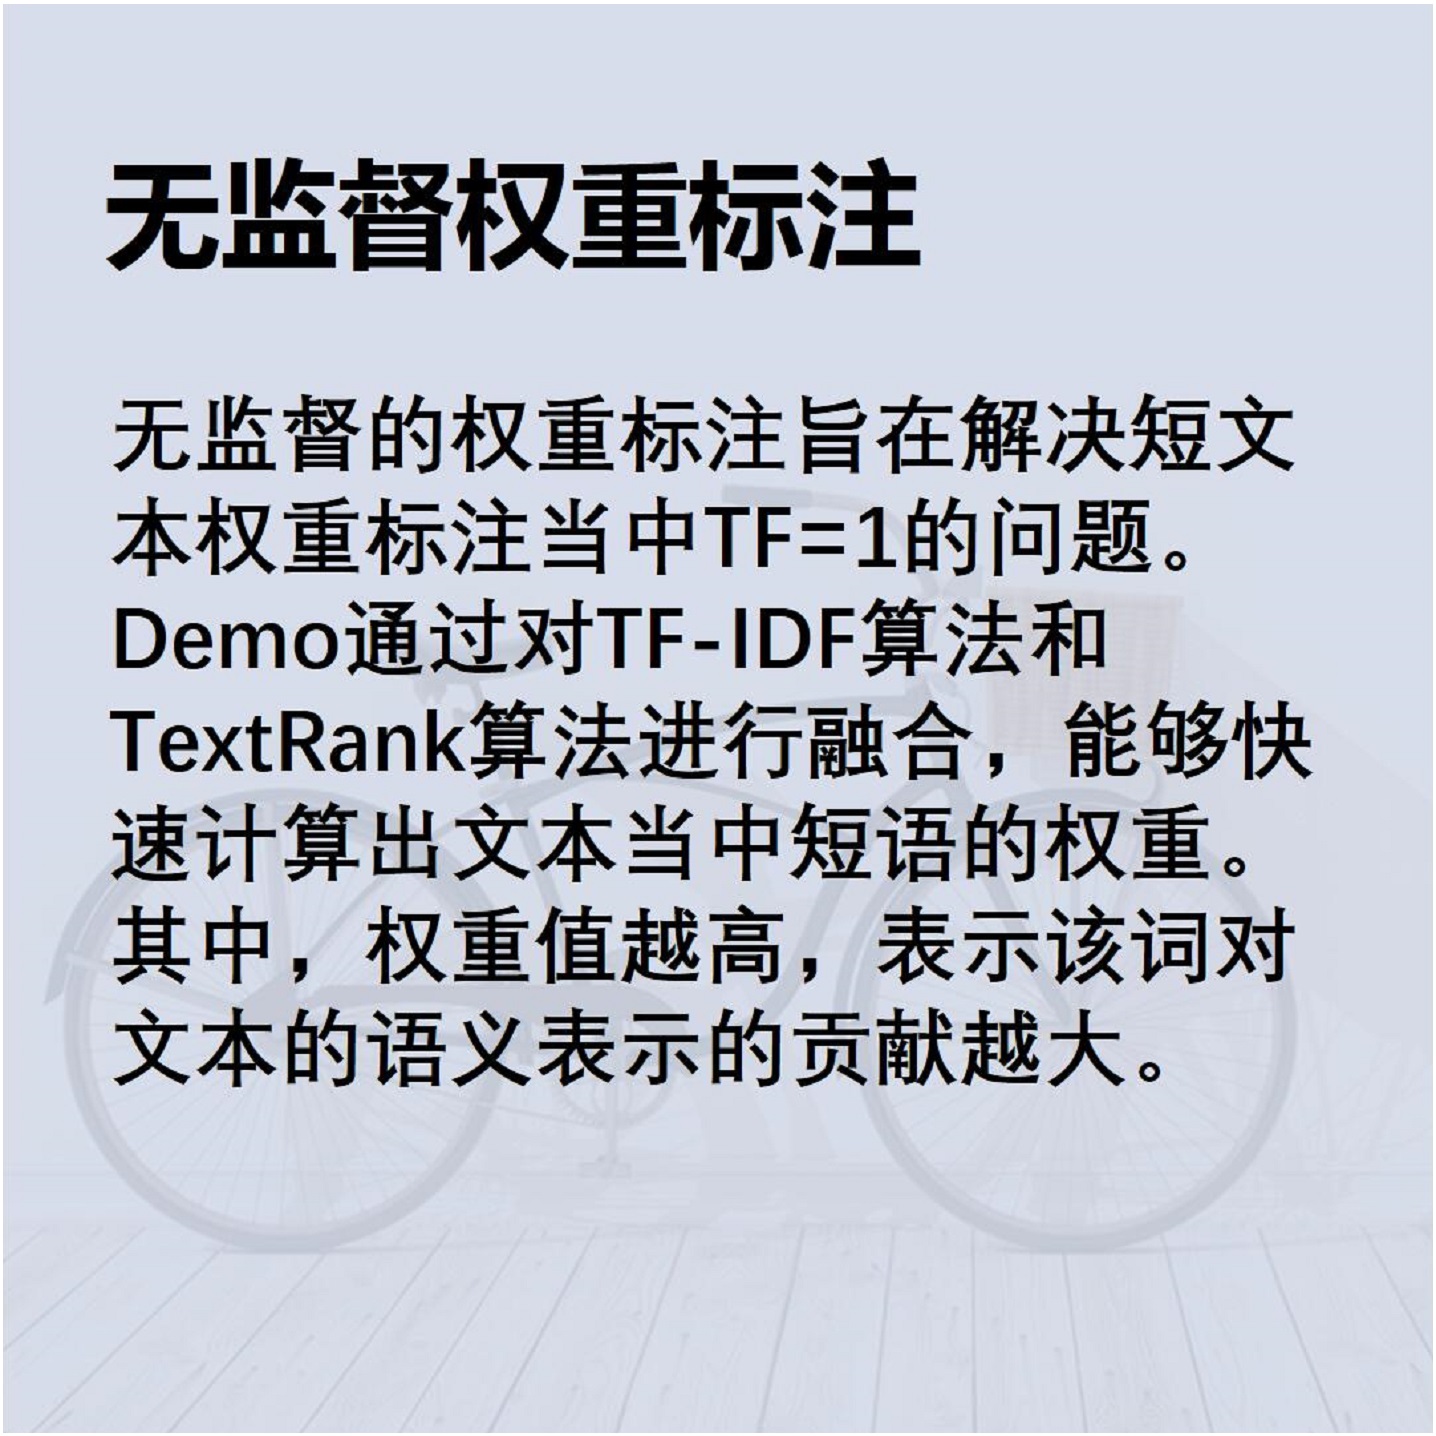 无监督权重标注
无监督的权重标注旨在解决短文
本权重标注当中TF=1的问题。
Demo通过对TF-IDF算法和
TextRank算法进行融合，能够快
速计算出文本当中短语的权重。
其中，权重值越高，表示该词对
文本的语义表示的贡献越大。